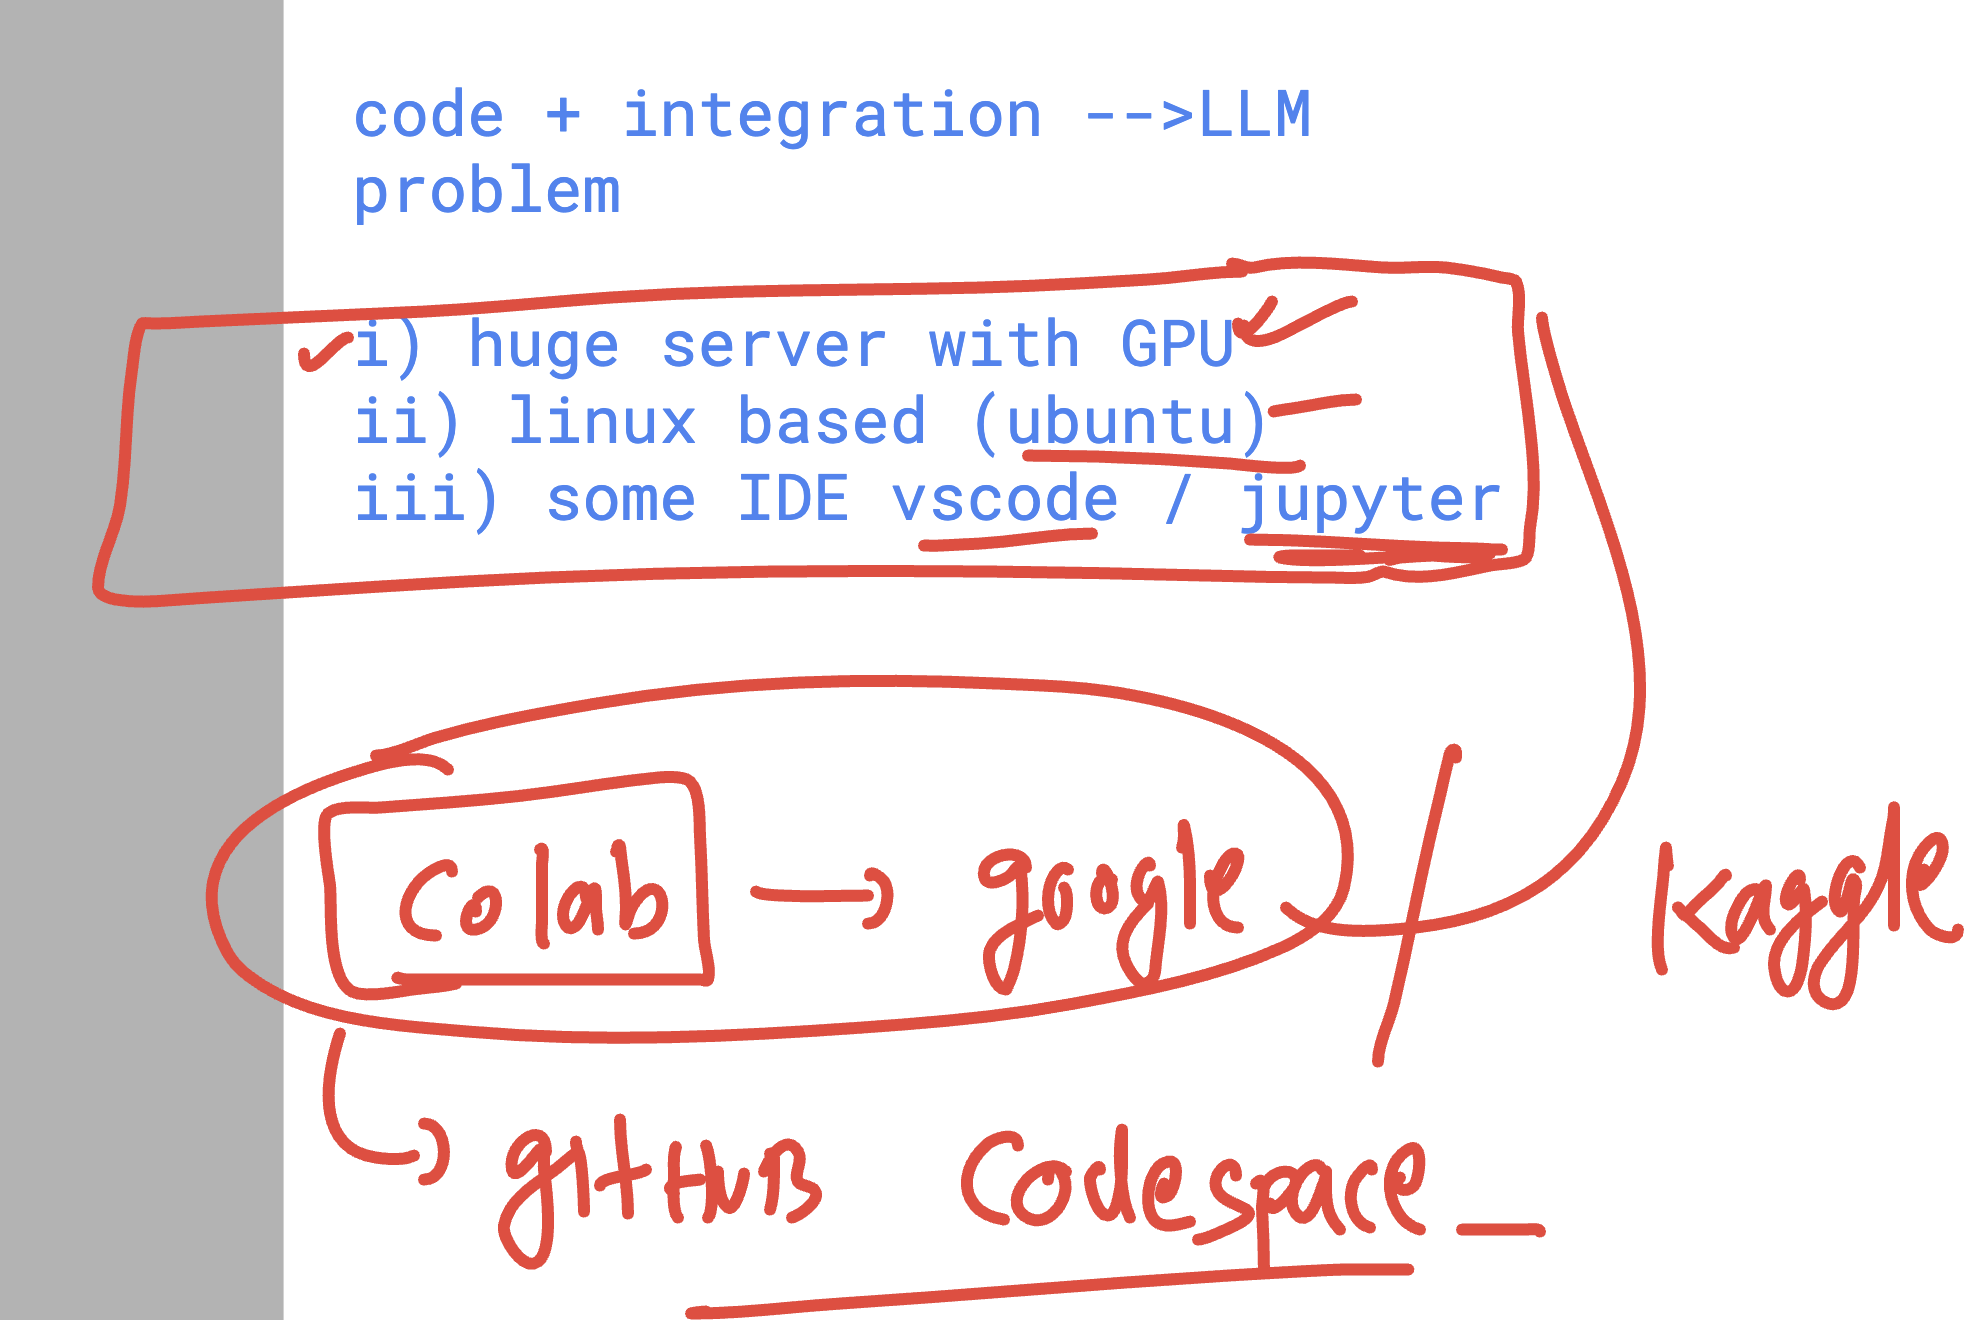 code + integration -->LLM
problem
i) huge server with GPU
ii) linux based (ubuntu)
iii) some IDE vscode / jupyter
Colab → google / Kaggle
gitHuB Codespace